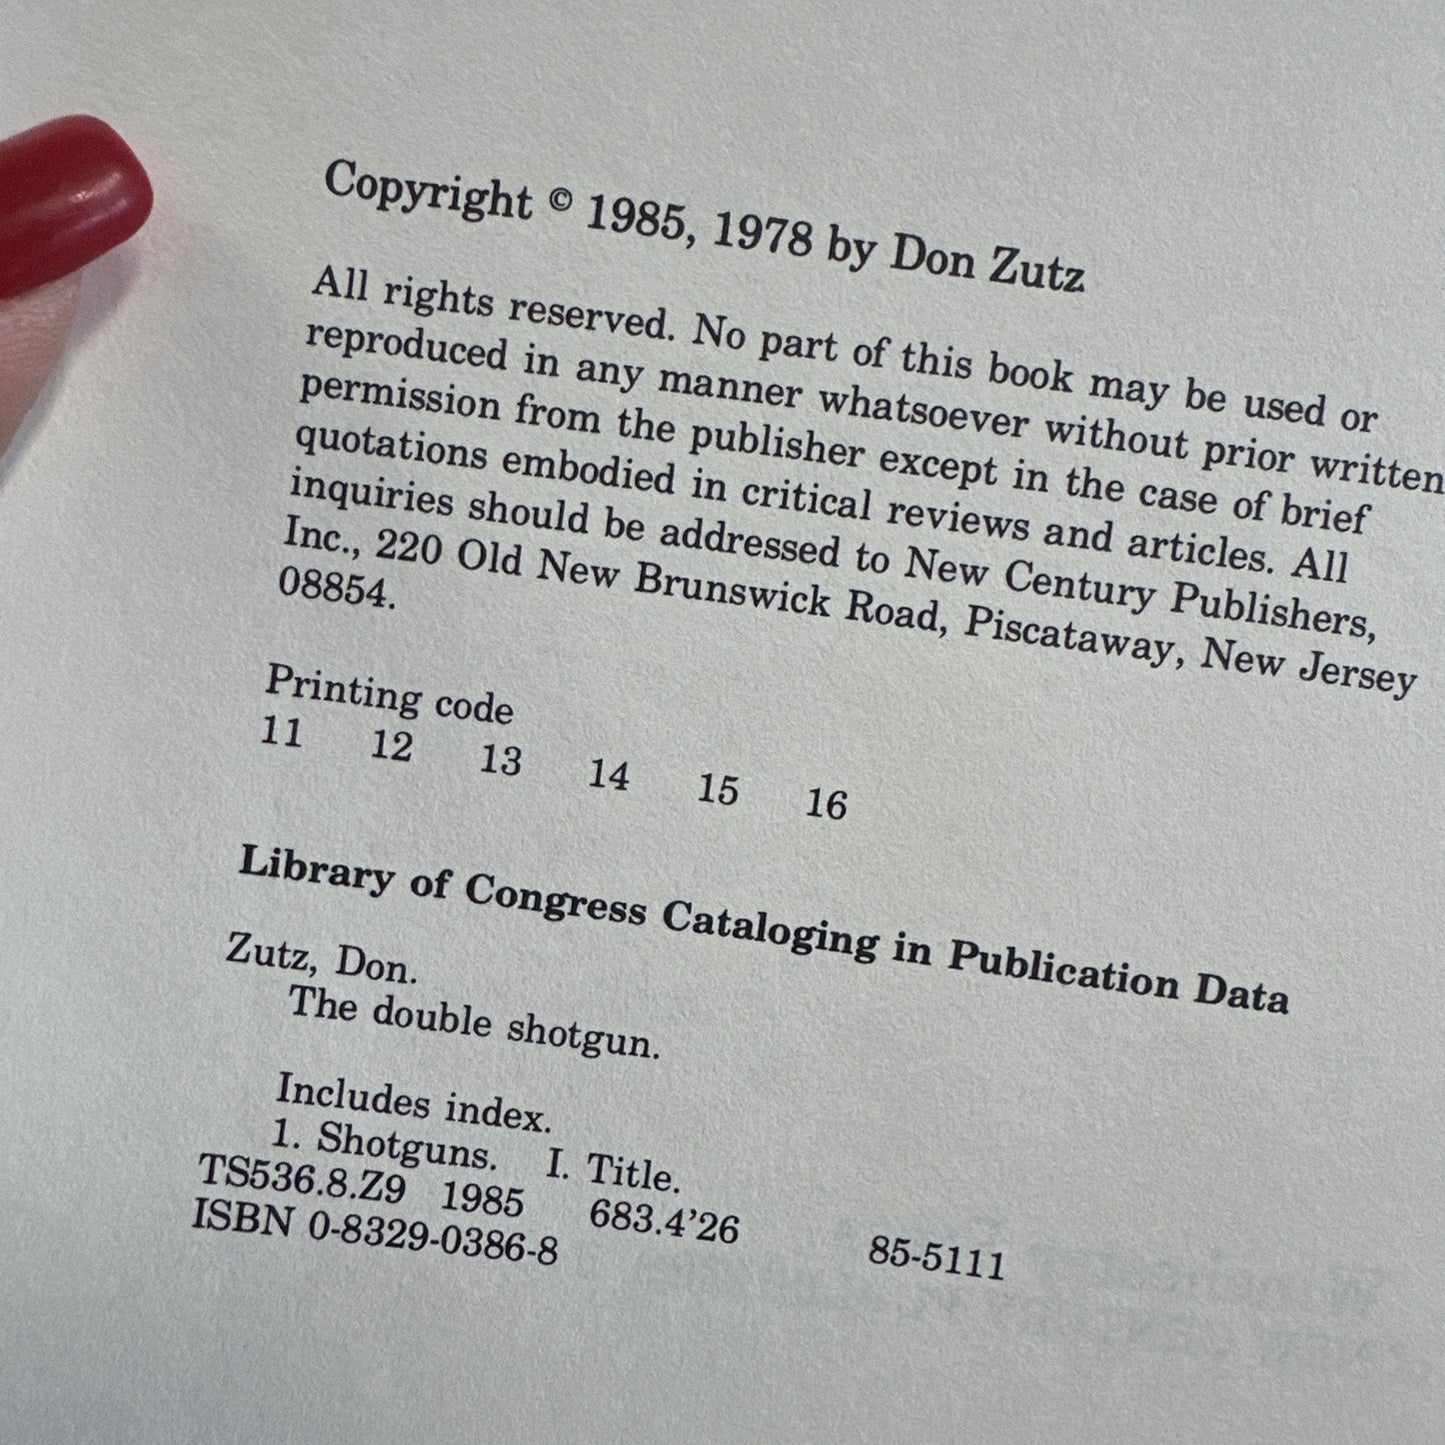 Copyright © 1985, 1978 by Don Zutz
All rights reserved. No part of this book may be used or
reproduced in any manner whatsoever without prior written
permission from the publisher except in the case of brief
quotations embodied in critical reviews and articles. All
inquiries should be addressed to New Century Publishers,
Inc., 220 Old New Brunswick Road, Piscataway, New Jersey
08854.
Printing code
11 12 13 14 15 16
Library of Congress Cataloging in Publication Data
Zutz, Don.
The double shotgun.
Includes index.
1. Shotguns. I. Title.
TS536.8.Z9 1985 683.4’26 85-5111
ISBN 0-8329-0386-8